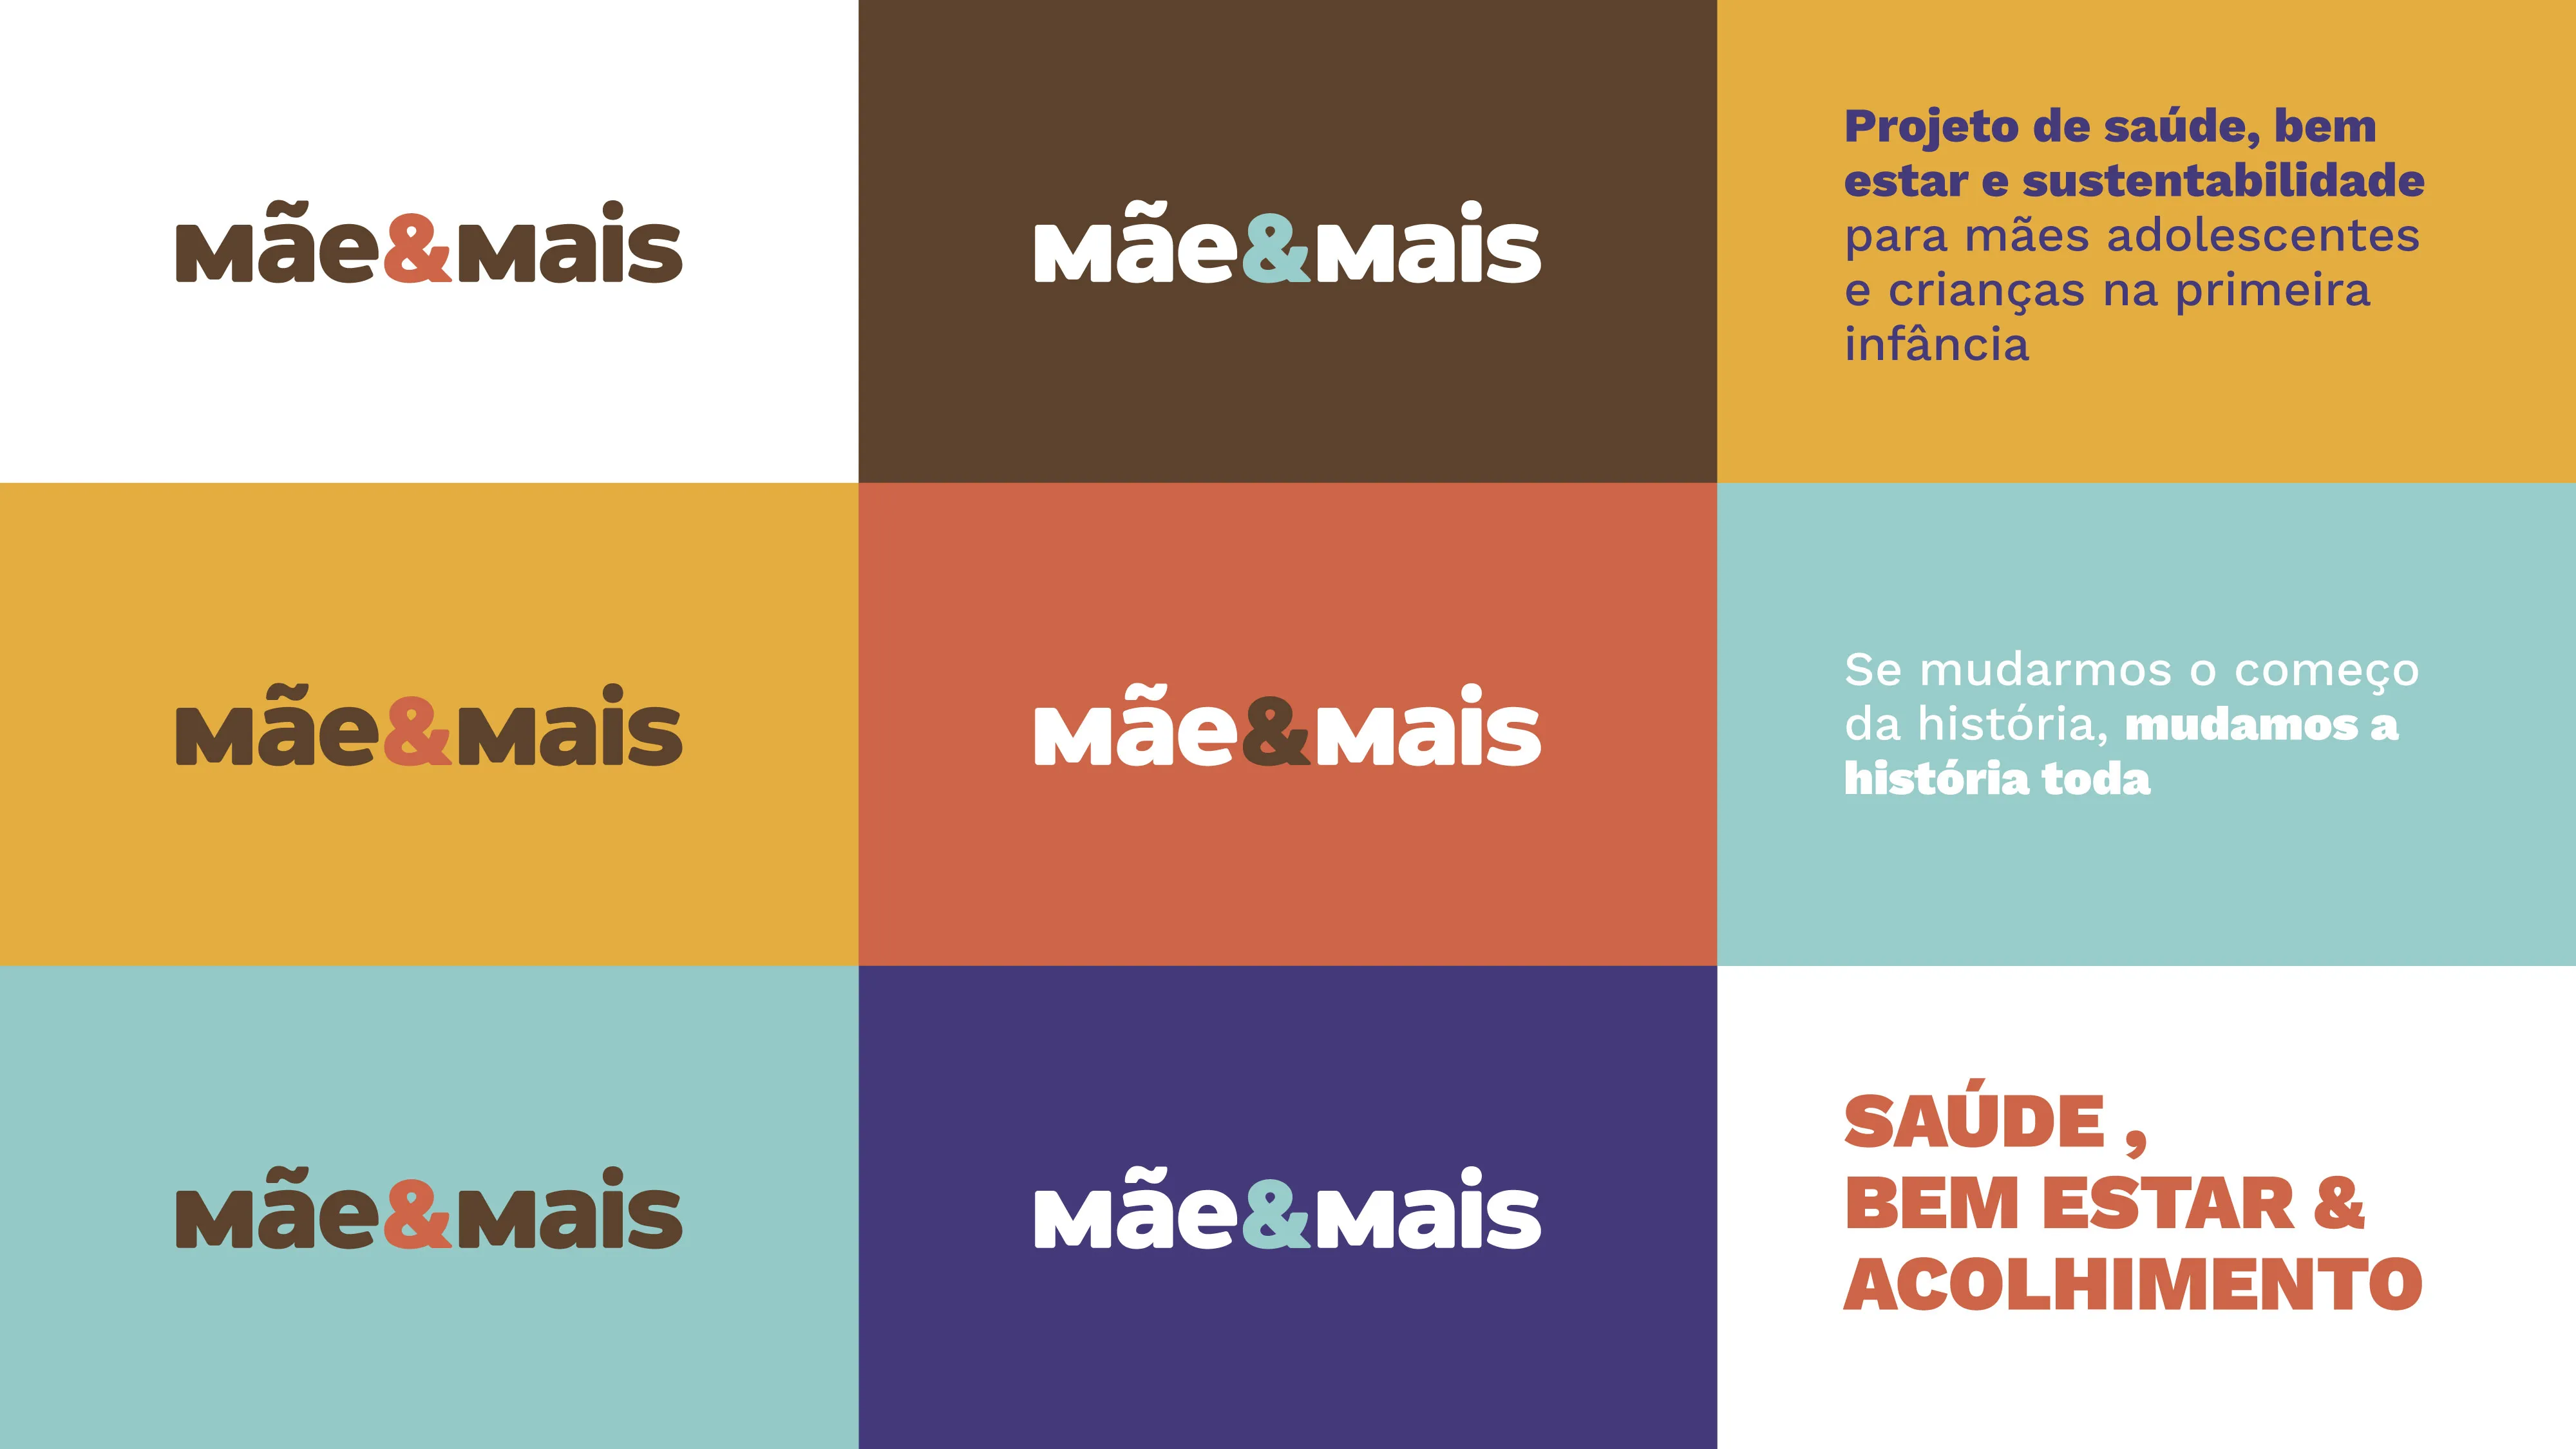 Mãe&Mais
Mãe&Mais
Projeto de saúde, bem
estar e sustentabilidade
para mães adolescentes
e crianças na primeira
infância
Mãe&Mais
Mãe&Mais
Se mudarmos o começo
da história, mudamos a
história toda
Mãe&Mais
Mãe&Mais
SAÚDE ,
BEM ESTAR &
ACOLHIMENTO